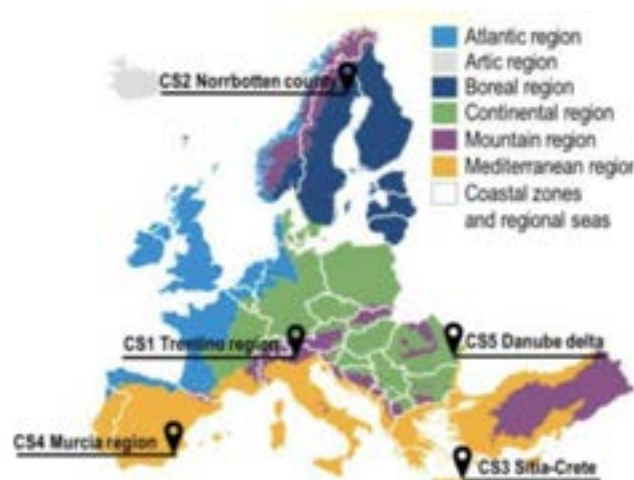 Atlantic region
Artic region
CS2 Norrbotten county
Boreal region
Continental region
Mountain region
Mediterranean region
Coastal zones
and regional seas
CS1 Trentino region
CS5 Danube delta
CS4 Murcia region
CS3 Sitia-Crete